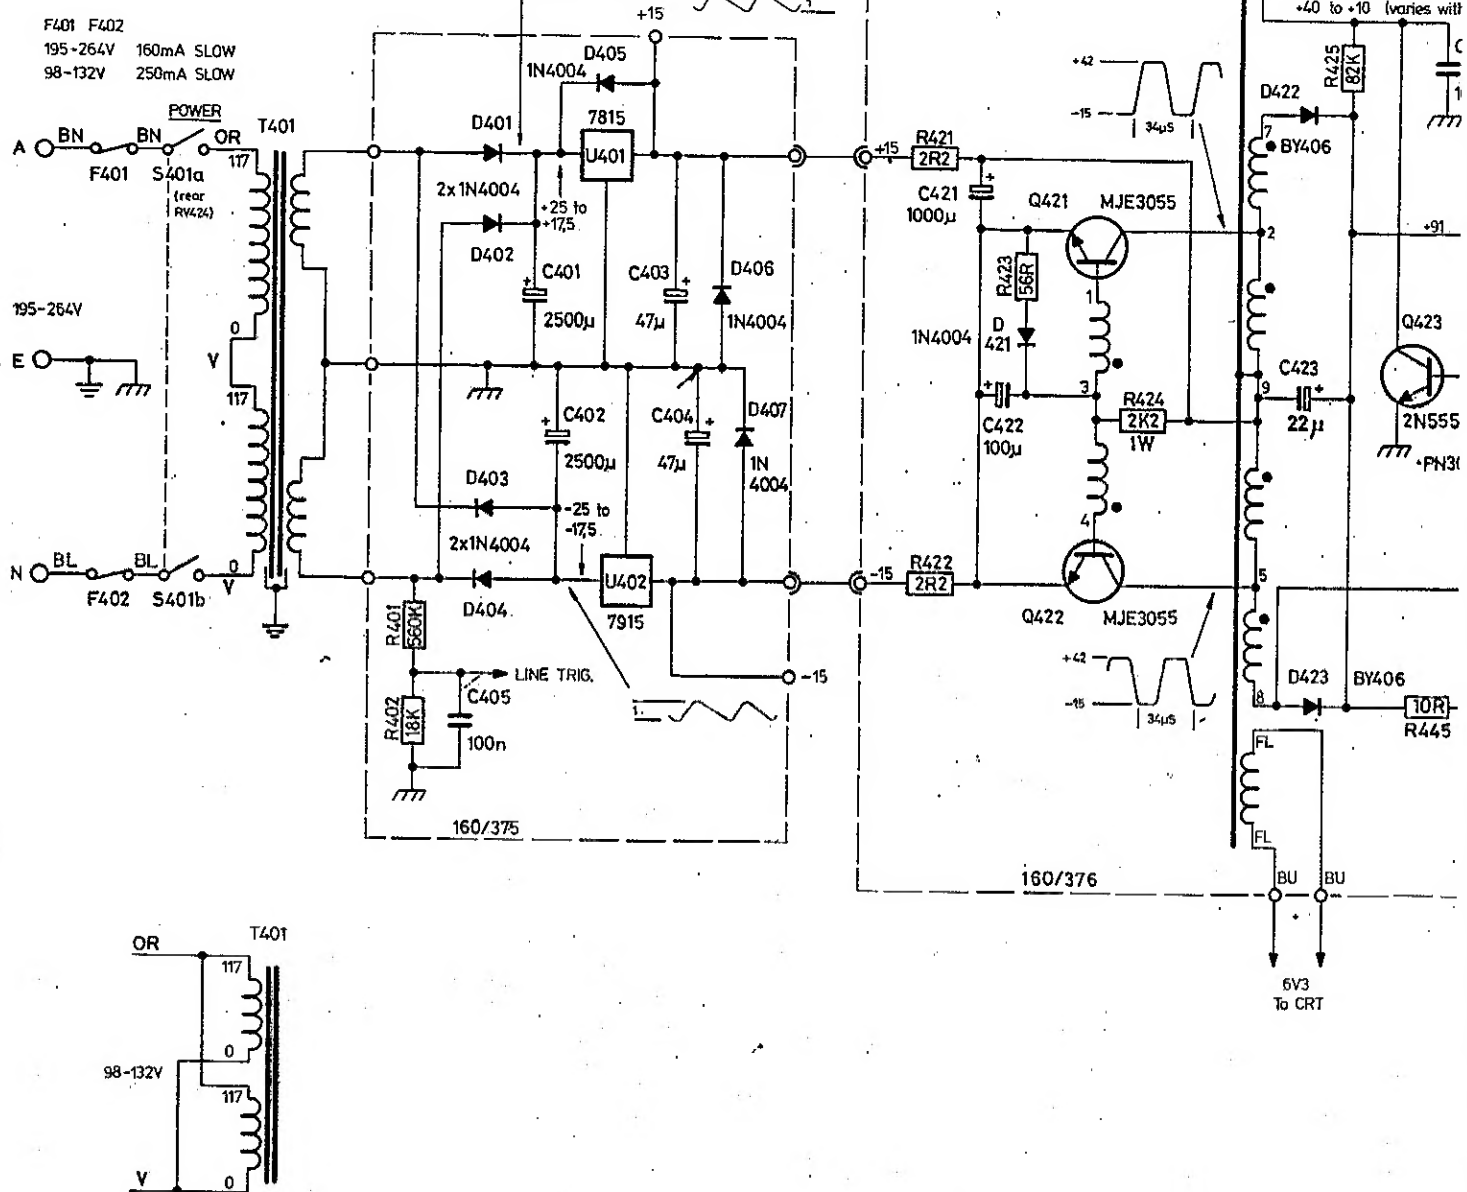 +15
+40 to +10 (varies with
F401 F402
195-264V 160mA SLOW
98-132V 250mA SLOW
POWER
A
BN
BN
OR
117
T401
F401
S401a
(rear
RV424)
195-264V
0
V
E
117
N
BL
BL
0
V
F402
S401b
D405
1N4004
7815
U401
D401
2x1N4004
+25 to
+17,5
D402
C401
+
2500µ
C403
+
47µ
D406
1N4004
C402
+
2500µ
C404
+
47µ
D407
1N
4004
D403
-25 to
-17,5
2x1N4004
U402
7915
D404
R401
560K
LINE TRIG.
C405
R402
18K
100n
-15
160/375
+15
R421
2R2
C421
+
1000µ
Q421
MJE3055
R423
56R
1
1N4004
D
421
3
+
C422
100µ
R424
2K2
1W
4
-15
R422
2R2
Q422
MJE3055
+42
-15
34µS
+42
-15
34µS
R425
82K
D422
7
BY406
2
+91
Q423
C423
9
+
22µ
2N555
5
D423
BY406
8
10R
R445
FL
FL
BU
BU
160/376
6V3
To CRT
OR
T401
117
0
98-132V
117
V
0